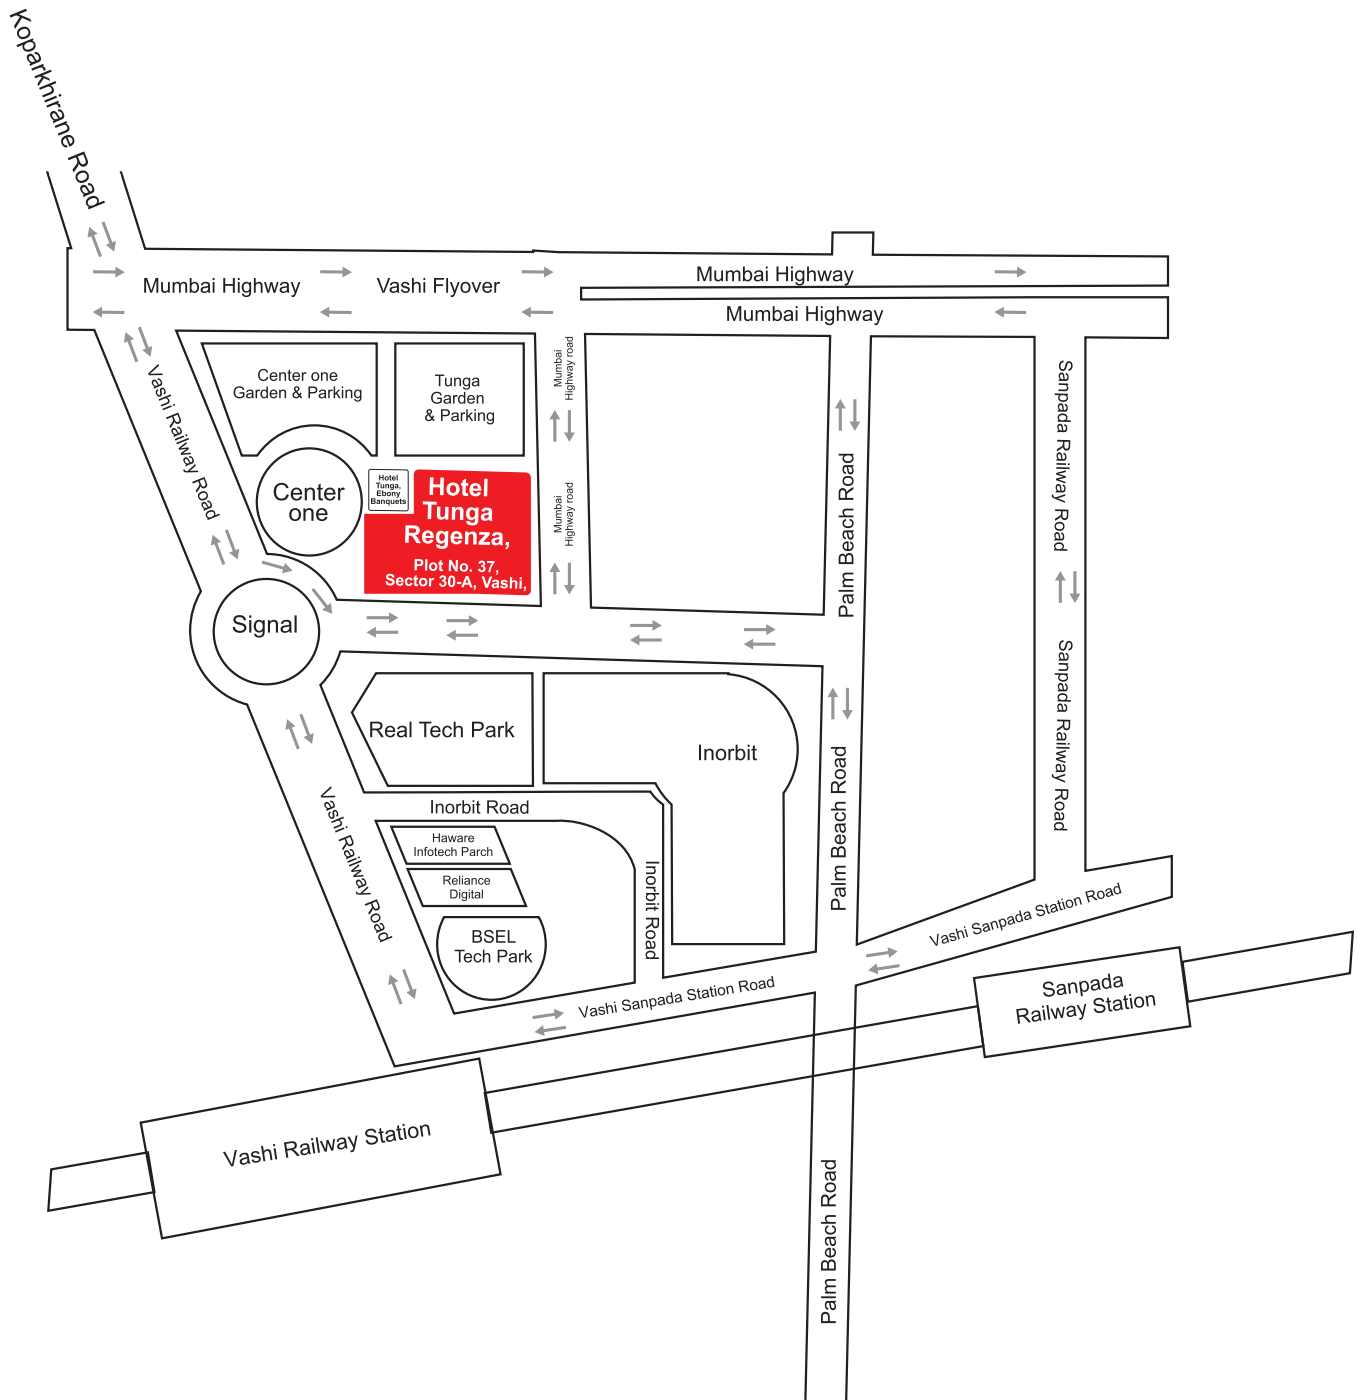 Koparkhirane Road
Mumbai Highway
Vashi Flyover
Mumbai Highway
Mumbai Highway
Vashi Railway Road
Center one
Garden & Parking
Tunga
Garden
& Parking
Mumbai
Highway road
Sanpada Railway Road
Center
one
Hotel
Tunga,
Ebony
Banquets
Hotel
Tunga
Regenza,
Plot No. 37,
Sector 30-A, Vashi,
Mumbai
Highway road
Palm Beach Road
Signal
Sanpada Railway Road
Real Tech Park
Inorbit
Vashi Railway Road
Inorbit Road
Haware
Infotech Parch
Reliance
Digital
BSEL
Tech Park
Inorbit Road
Palm Beach Road
Vashi Sanpada Station Road
Vashi Sanpada Station Road
Sanpada
Railway Station
Vashi Railway Station
Palm Beach Road